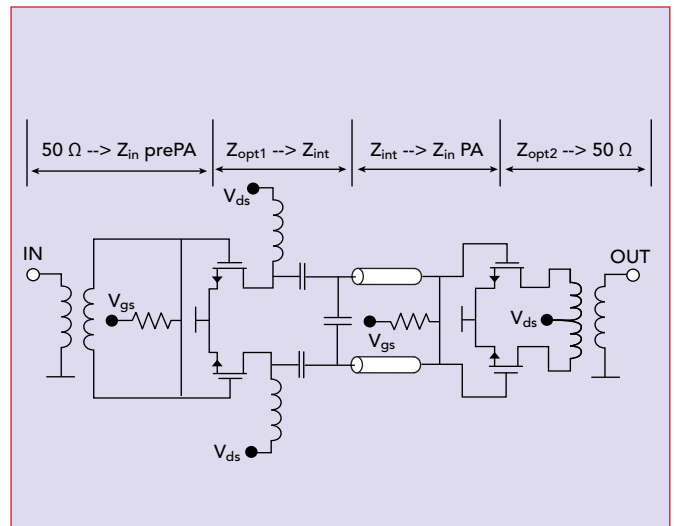 50 Ω --> Zin prePA
Zopt1 --> Zint
Zint --> Zin PA
Zopt2 --> 50 Ω
Vds
IN
OUT
Vgs
Vgs
Vds
Vds